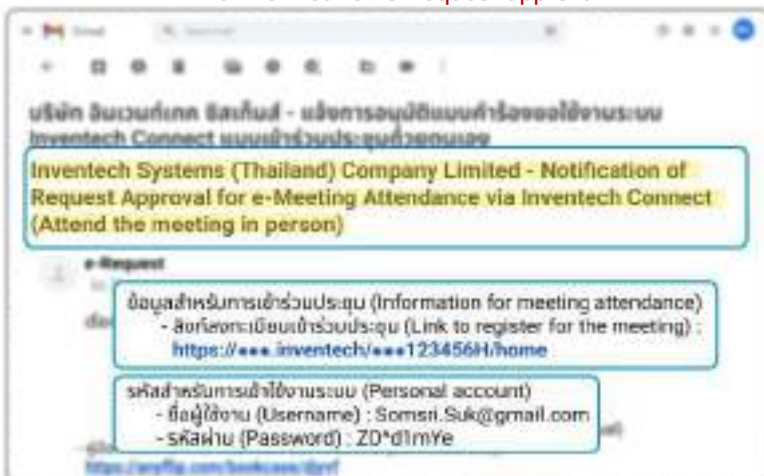 Request
Gmail
บริษัท อินเวนท์เทค ซิสเท็มส์ - แจ้งการอนุมัติแบบคำร้องขอใช้งานระบบ
Inventech Connect แบบเข้าร่วมประชุมด้วยตนเอง
Inventech Systems (Thailand) Company Limited - Notification of
Request Approval for e-Meeting Attendance via Inventech Connect
(Attend the meeting in person)
e-Request
ข้อมูลสำหรับการเข้าร่วมประชุม (Information for meeting attendance)
- ลิงก์ลงทะเบียนเข้าร่วมประชุม (Link to register for the meeting) :
https://●●●.inventech/●●●123456H/home
รหัสสำหรับการเข้าใช้งานระบบ (Personal account)
- ชื่อผู้ใช้งาน (Username) : Somsri.Suk@gmail.com
- รหัสผ่าน (Password) : ZD*d1mYe